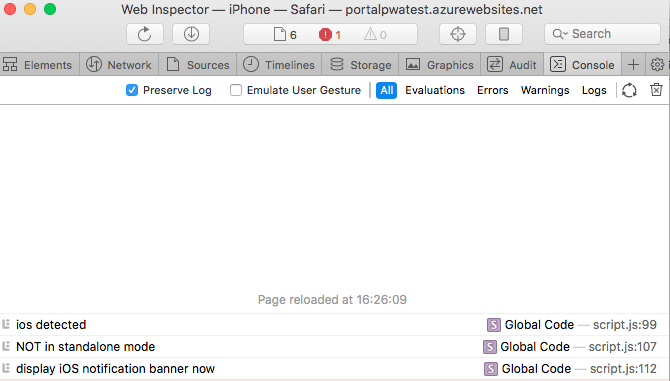 Web Inspector — iPhone — Safari — portalpwatest.azurewebsites.net
6 1 0 Search
Elements Network Sources Timelines Storage Graphics Audit Console
Preserve Log Emulate User Gesture All Evaluations Errors Warnings Logs
Page reloaded at 16:26:09
ios detected S Global Code — script.js:99
NOT in standalone mode S Global Code — script.js:107
display iOS notification banner now S Global Code — script.js:112